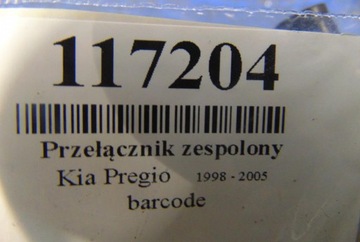 117204
Przełącznik zespolony
Kia Pregio 1998 - 2005
barcode